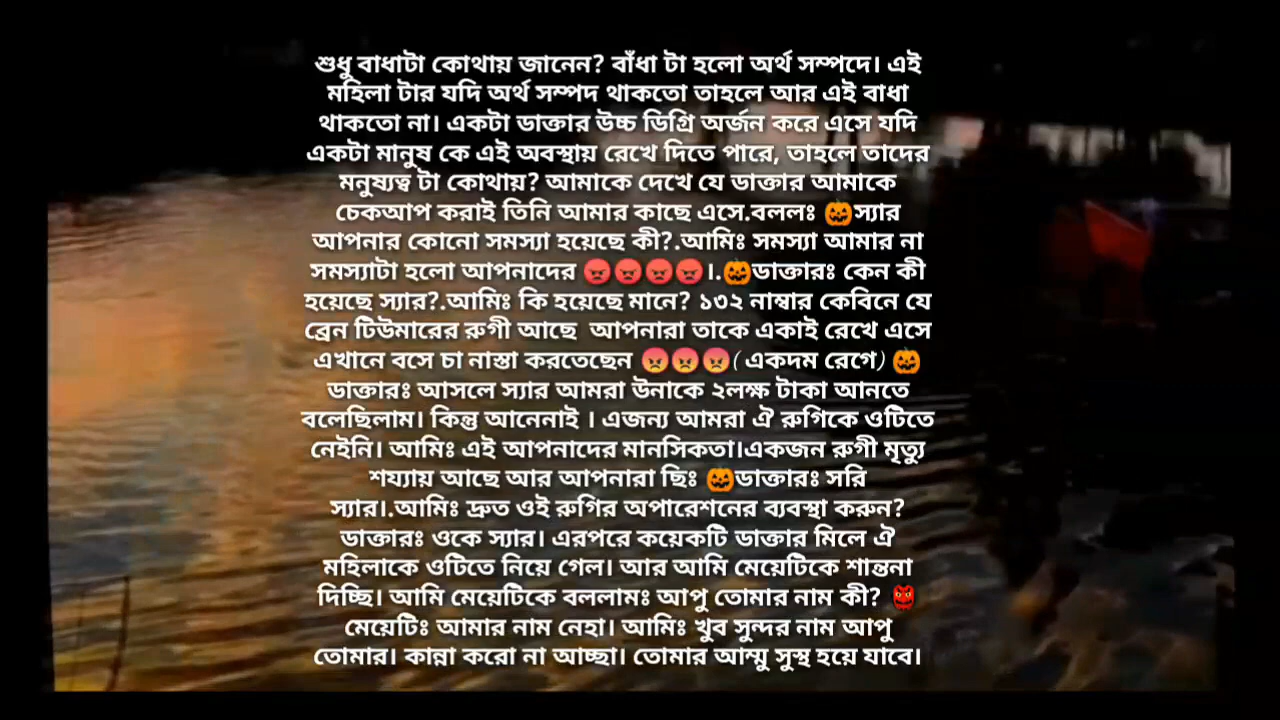 শুধু বাধাটা কোথায় জানেন? বাঁধা টা হলো অর্থ সম্পদে। এই
মহিলা টার যদি অর্থ সম্পদ থাকতো তাহলে আর এই বাধা
থাকতো না। একটা ডাক্তার উচ্চ ডিগ্রি অর্জন করে এসে যদি
একটা মানুষ কে এই অবস্থায় রেখে দিতে পারে, তাহলে তাদের
মনুষ্যত্ব টা কোথায়? আমাকে দেখে যে ডাক্তার আমাকে
চেকআপ করাই তিনি আমার কাছে এসে.বললঃ 🎃স্যার
আপনার কোনো সমস্যা হয়েছে কী?.আমিঃ সমস্যা আমার না
সমস্যাটা হলো আপনাদের 😡😡😡😡।.🎃ডাক্তারঃ কেন কী
হয়েছে স্যার?.আমিঃ কি হয়েছে মানে? ১৩২ নাম্বার কেবিনে যে
ব্রেন টিউমারের রুগী আছে আপনারা তাকে একাই রেখে এসে
এখানে বসে চা নাস্তা করতেছেন 😡😡😡( একদম রেগে) 🎃
ডাক্তারঃ আসলে স্যার আমরা উনাকে ২লক্ষ টাকা আনতে
বলেছিলাম। কিন্তু আনেনাই । এজন্য আমরা ঐ রুগিকে ওটিতে
নেইনি। আমিঃ এই আপনাদের মানসিকতা।একজন রুগী মৃত্যু
শয্যায় আছে আর আপনারা ছিঃ 🎃ডাক্তারঃ সরি
স্যার।.আমিঃ দ্রুত ওই রুগির অপারেশনের ব্যবস্থা করুন?
ডাক্তারঃ ওকে স্যার। এরপরে কয়েকটি ডাক্তার মিলে ঐ
মহিলাকে ওটিতে নিয়ে গেল। আর আমি মেয়েটিকে শান্তনা
দিচ্ছি। আমি মেয়েটিকে বললামঃ আপু তোমার নাম কী? 👹
মেয়েটিঃ আমার নাম নেহা। আমিঃ খুব সুন্দর নাম আপু
তোমার। কান্না করো না আচ্ছা। তোমার আম্মু সুস্থ হয়ে যাবে।